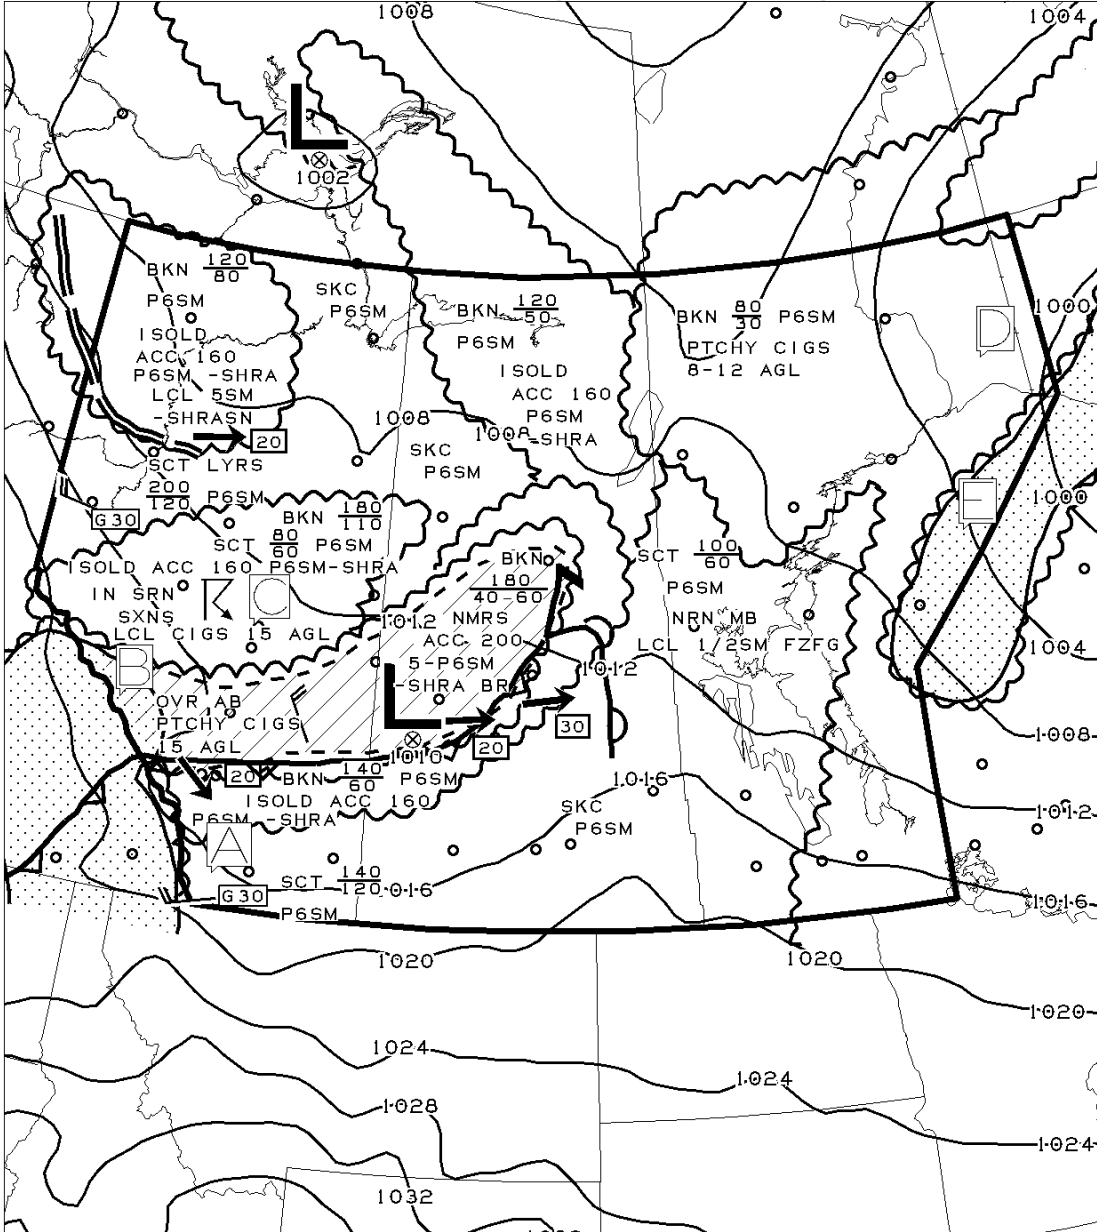 1008
1004
1002
BKN 120/80
P6SM
ISOLD
ACC 160
P6SM -SHRA
LCL 5SM
-SHRASN
20
SKC
P6SM
BKN 120/50
P6SM
ISOLD
ACC 160
P6SM
-SHRA
BKN 80/30 P6SM
PTCHY CIGS
8-12 AGL
D
1000
1008
1008
SKC
P6SM
SCT LYRS
200/120 P6SM
G30
BKN 180/110
SCT 80/60 P6SM
ISOLD ACC 160 P6SM-SHRA
IN SRN
SXNS
LCL CIGS 15 AGL
C
E
1000
BKN
180/40-60
NMRS
ACC 200
5-P6SM
-SHRA BR
1012
SCT 100/60
P6SM
NRN MB
LCL 1/2SM FZFG
1012
1004
B
OVR AB
PTCHY CIGS
15 AGL
L
L
1010
20
30
1008
20
BKN 140/60 P6SM
ISOLD ACC 160
P6SM -SHRA
A
1016
SKC
P6SM
1012
SCT 140/120
P6SM
G30
1016
1016
1020
1020
1020
1024
1024
1024
1028
1032